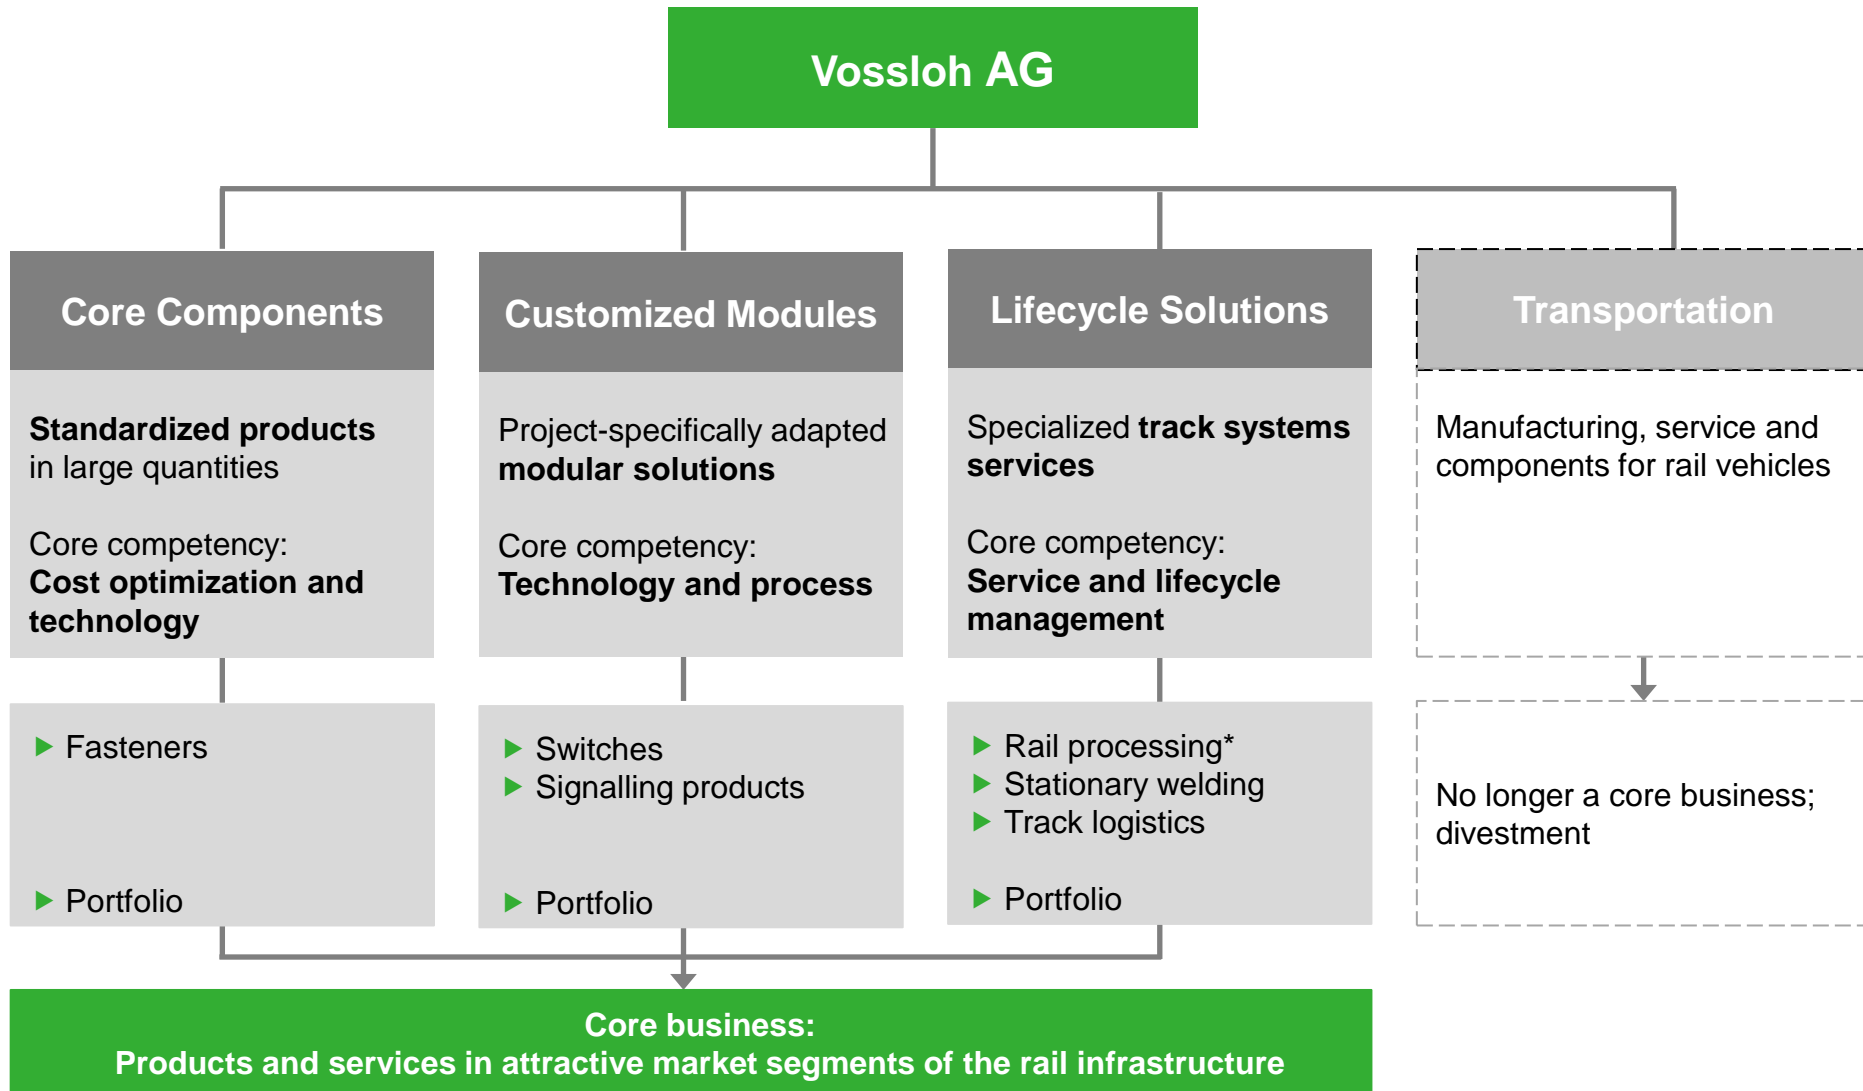 Vossloh AG
Core Components
Standardized products
in large quantities
Core competency:
Cost optimization and
technology
Fasteners
Portfolio
Customized Modules
Project-specifically adapted
modular solutions
Core competency:
Technology and process
Switches
Signalling products
Portfolio
Lifecycle Solutions
Specialized track systems
services
Core competency:
Service and lifecycle
management
Rail processing*
Stationary welding
Track logistics
Portfolio
Transportation
Manufacturing, service and
components for rail vehicles
No longer a core business;
divestment
Core business:
Products and services in attractive market segments of the rail infrastructure